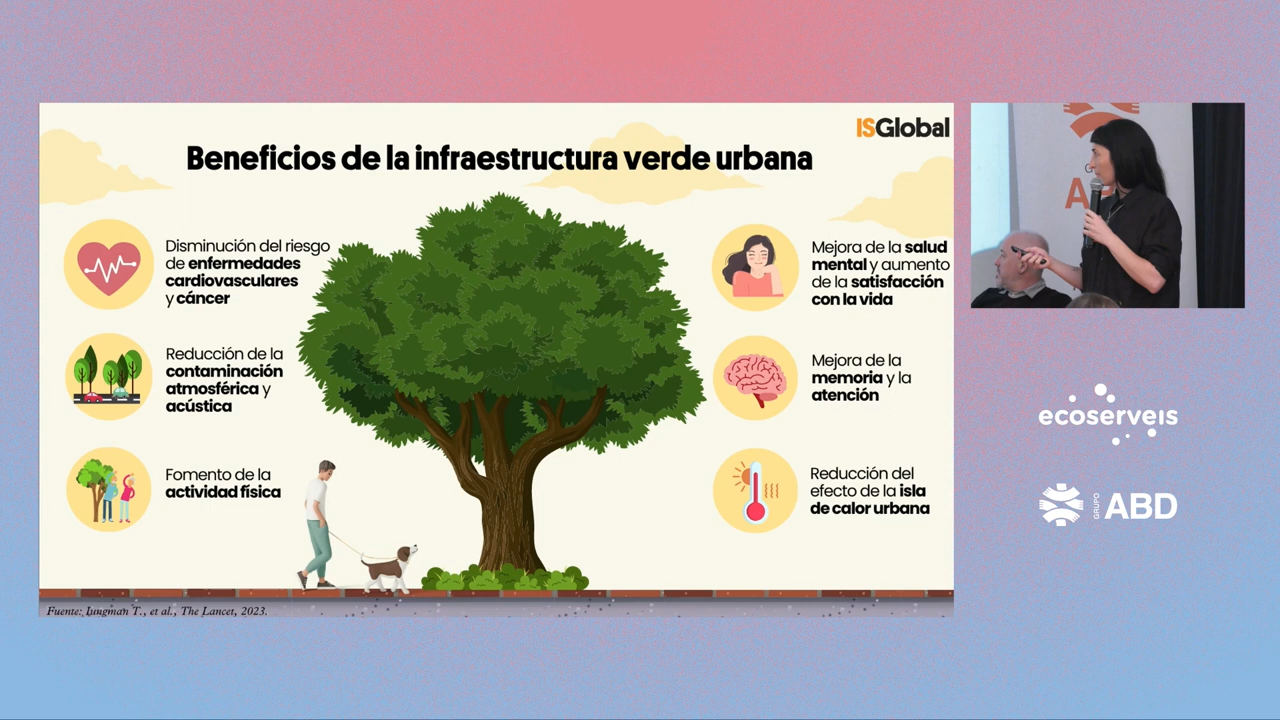 ISGlobal
Beneficios de la infraestructura verde urbana
Disminución del riesgo
de enfermedades
cardiovasculares
y cáncer
Reducción de la
contaminación
atmosférica y
acústica
Fomento de la
actividad física
Mejora de la salud
mental y aumento
de la satisfacción
con la vida
Mejora de la
memoria y la
atención
Reducción del
efecto de la isla
de calor urbana
Fuente: Iungman T., et al., The Lancet, 2023.
ecoserveis
GRUPO
ABD